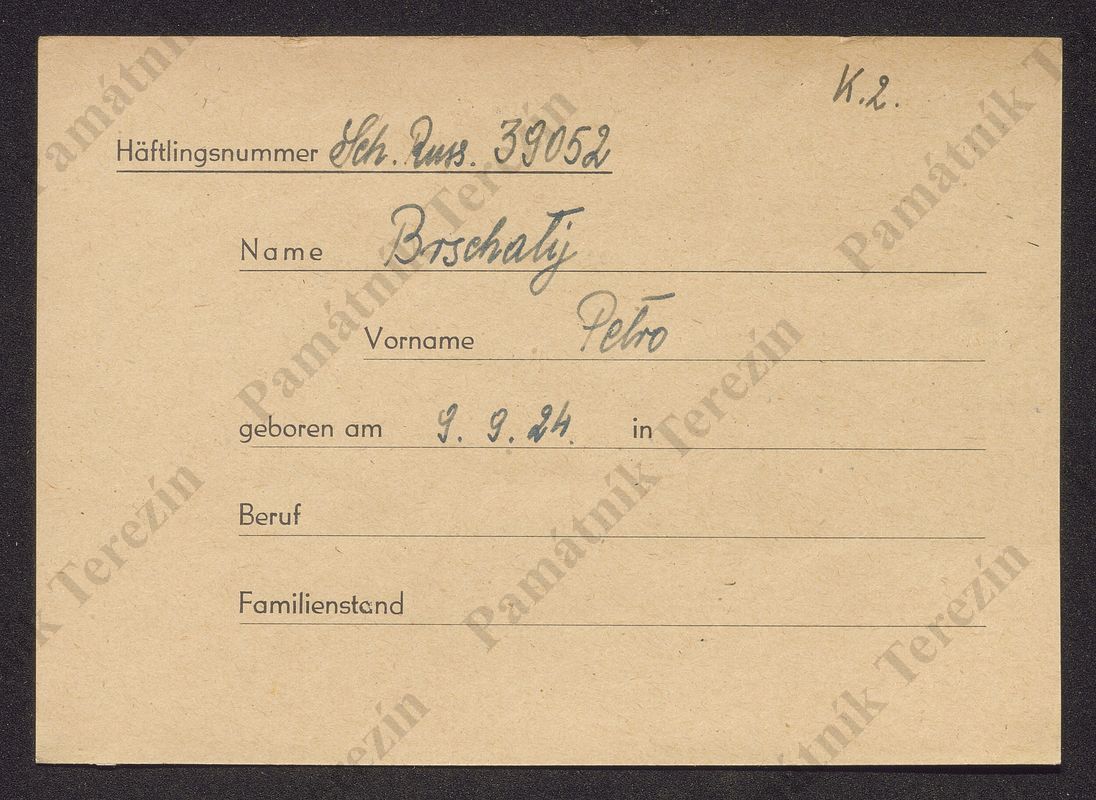 K.2.
Häftlingsnummer Sch. Russ. 39052
Name Brschatij
Vorname Petro
geboren am 9. 9. 24. in
Beruf
Familienstand
Památník Terezín